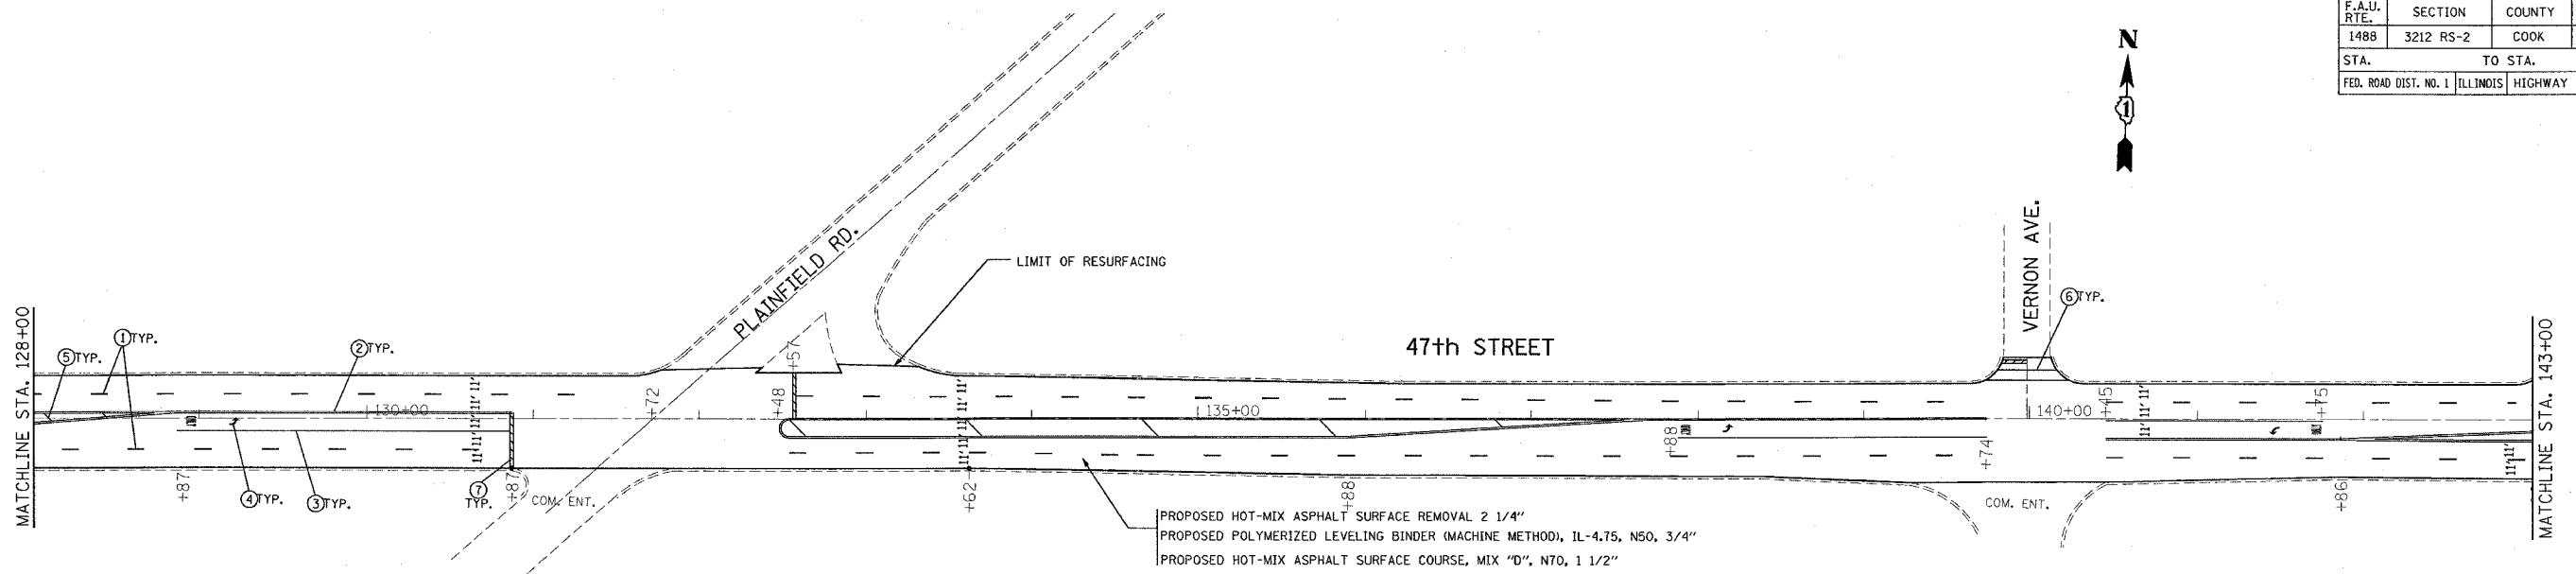 F.A.U. RTE. SECTION COUNTY
1488 3212 RS-2 COOK
STA. TO STA.
FED. ROAD DIST. NO. 1 ILLINOIS HIGHWAY
N
1
PLAINFIELD RD.
LIMIT OF RESURFACING
47th STREET
VERNON AVE.
6 TYP.
MATCHLINE STA. 128+00
5 TYP.
1 TYP.
2 TYP.
130+00
11' 11'
11' 11' 11'
+72
+48
+57
11' 11'
11' 11' 11'
135+00
140+00
+45
11' 11'
+75
+88
+74
11' 11'
MATCHLINE STA. 143+00
+87
4 TYP.
3 TYP.
7 TYP.
+87
COM. ENT.
+62
+88
COM. ENT.
+86
PROPOSED HOT-MIX ASPHALT SURFACE REMOVAL 2 1/4"
PROPOSED POLYMERIZED LEVELING BINDER (MACHINE METHOD), IL-4.75, N50, 3/4"
PROPOSED HOT-MIX ASPHALT SURFACE COURSE, MIX "D", N70, 1 1/2"